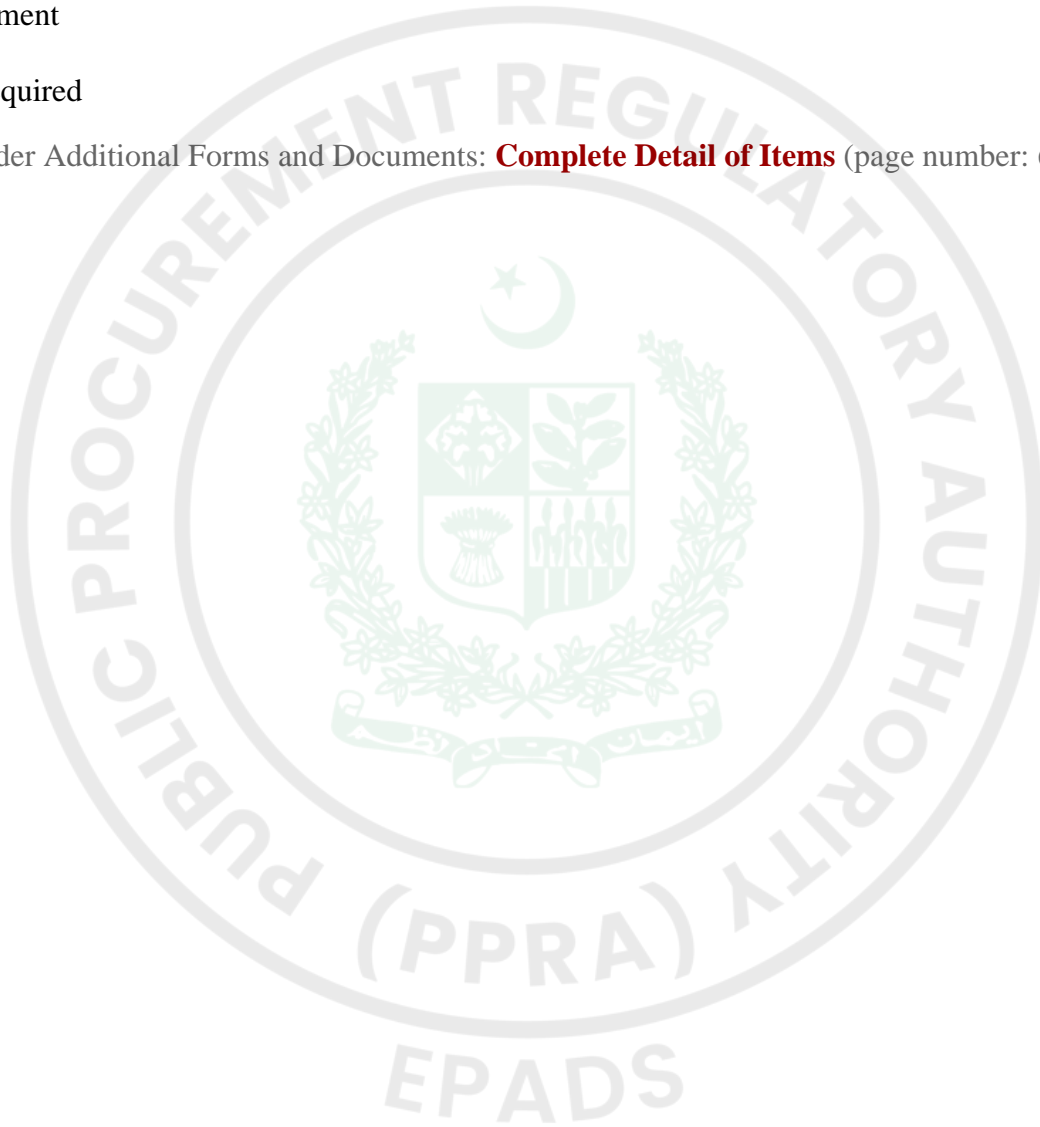 ment
quired
der Additional Forms and Documents: Complete Detail of Items (page number:
PUBLIC PROCUREMENT REGULATORY AUTHORITY
(PPRA)
EPADS